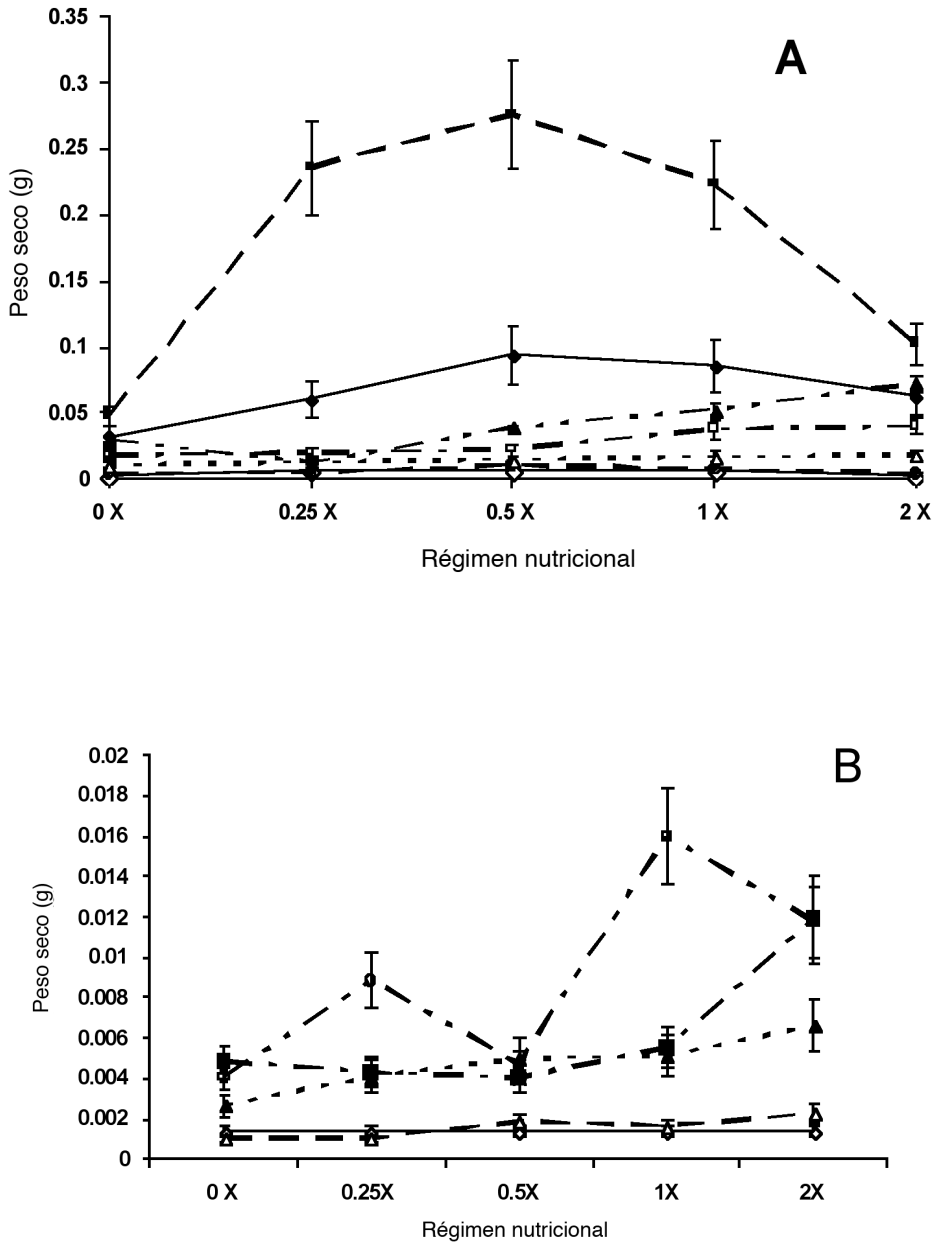 0.35
A
0.3
0.25
0.2
0.15
0.1
0.05
0
Peso seco (g)
0 X 0.25 X 0.5 X 1 X 2 X
Régimen nutricional
0.02
B
0.018
0.016
0.014
0.012
0.01
0.008
0.006
0.004
0.002
0
Peso seco (g)
0 X 0.25X 0.5X 1X 2X
Régimen nutricional